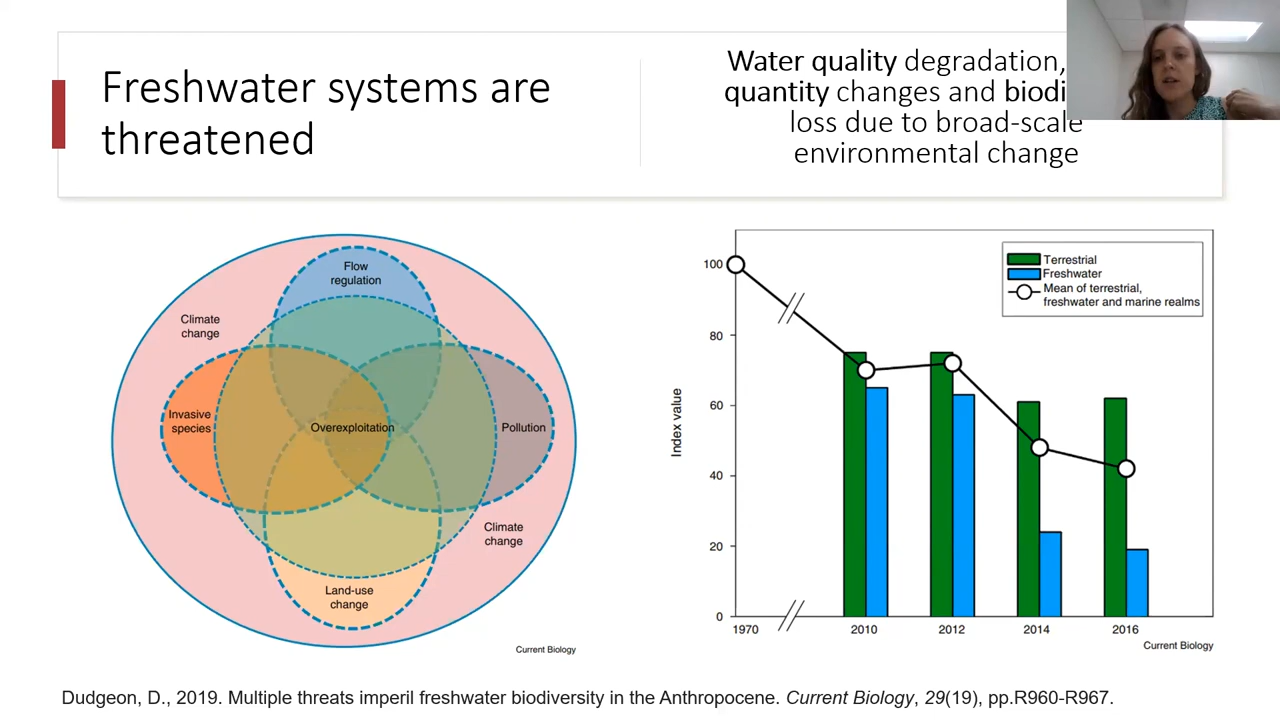 Freshwater systems are
threatened
Water quality degradation,
quantity changes and
loss due to broad-scale
environmental change
Flow
regulation
Climate
change
Invasive
species
Overexploitation
Pollution
Climate
change
Land-use
change
Current Biology
Index value
100
80
60
40
20
0
1970
2010
2012
2014
2016
Terrestrial
Freshwater
Mean of terrestrial,
freshwater and marine realms
Current Biology
Dudgeon, D., 2019. Multiple threats imperil freshwater biodiversity in the Anthropocene. Current Biology, 29(19), pp.R960-R967.